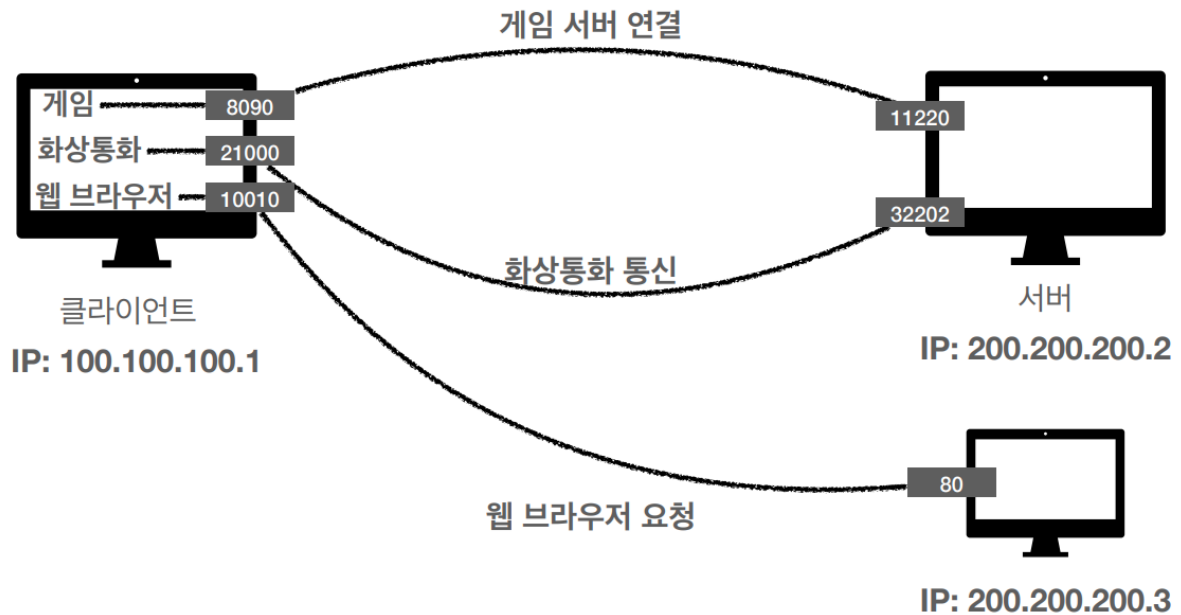 게임 서버 연결
게임
8090
11220
화상통화
21000
웹 브라우저
10010
32202
화상통화 통신
클라이언트
서버
IP: 100.100.100.1
IP: 200.200.200.2
80
웹 브라우저 요청
IP: 200.200.200.3